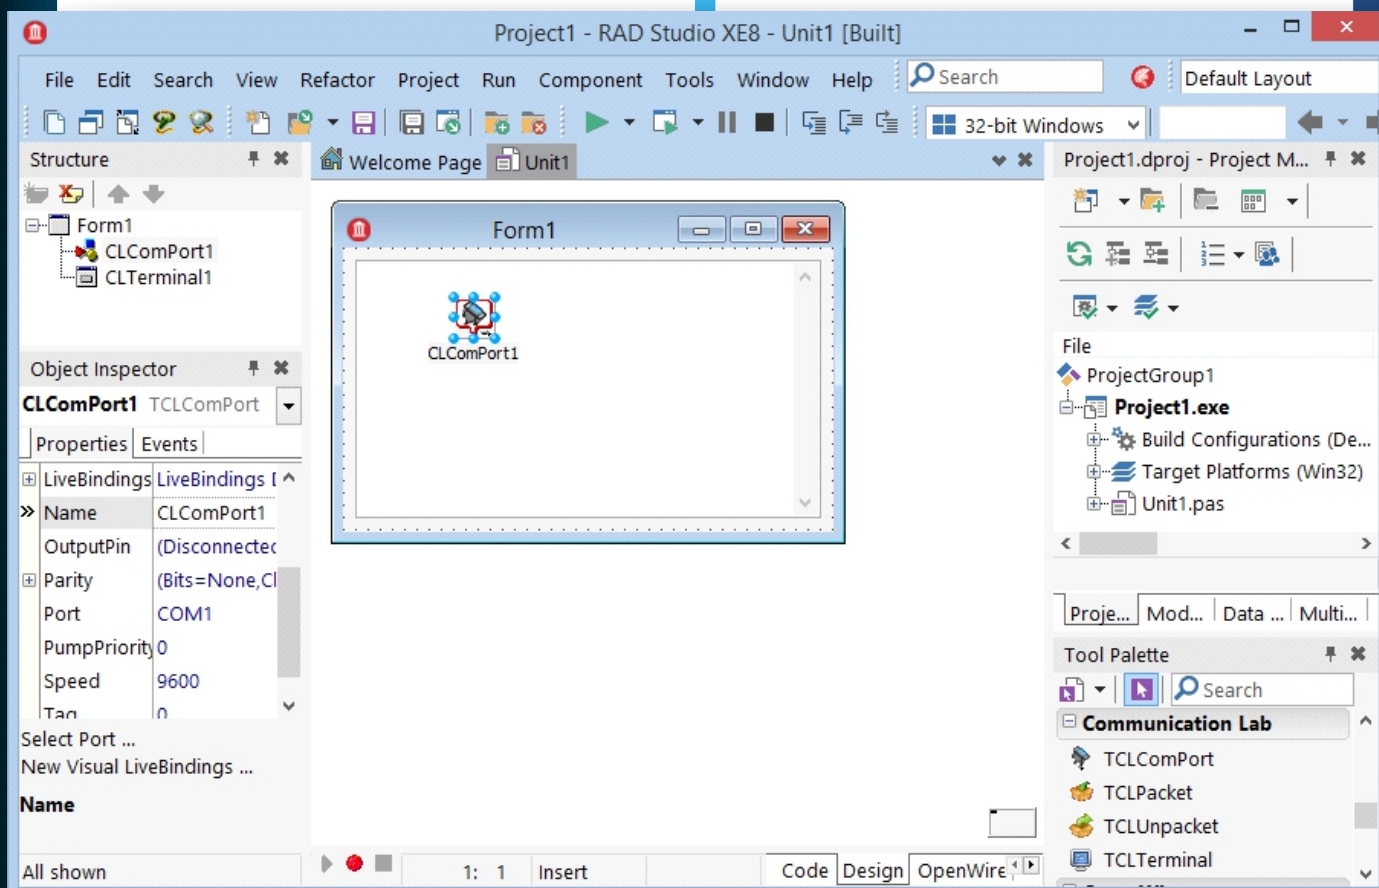 Project1 - RAD Studio XE8 - Unit1 [Built]
File Edit Search View Refactor Project Run Component Tools Window Help Search Default Layout
32-bit Windows
Structure
Form1
CLComPort1
CLTerminal1
Object Inspector
CLComPort1 TCLComPort
Properties Events
LiveBindings LiveBindings
Name CLComPort1
OutputPin (Disconnected
Parity (Bits=None,Cl
Port COM1
PumpPriority 0
Speed 9600
Tag 0
Select Port ...
New Visual LiveBindings ...
Name
All shown
Welcome Page Unit1
Form1
CLComPort1
1: 1 Insert
Code Design OpenWire
Project1.dproj - Project M...
File
ProjectGroup1
Project1.exe
Build Configurations (De...
Target Platforms (Win32)
Unit1.pas
Proje... Mod... Data ... Multi...
Tool Palette
Search
Communication Lab
TCLComPort
TCLPacket
TCLUnpacket
TCLTerminal